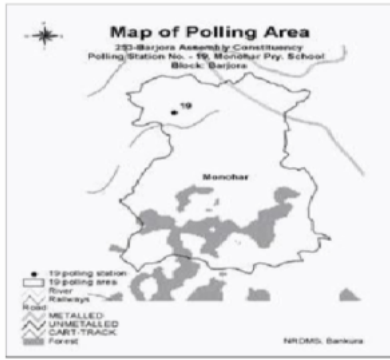 Map of Polling Area
253-Barjora Assembly Constituency
Polling Station No. - 19, Monohar Pry. School
Block: Barjora
19
Monohar
19 polling station
19 polling area
River
Railways
Road
METALLED
UNMETALLED
CART-TRACK
Forest
NRDMS, Bankura